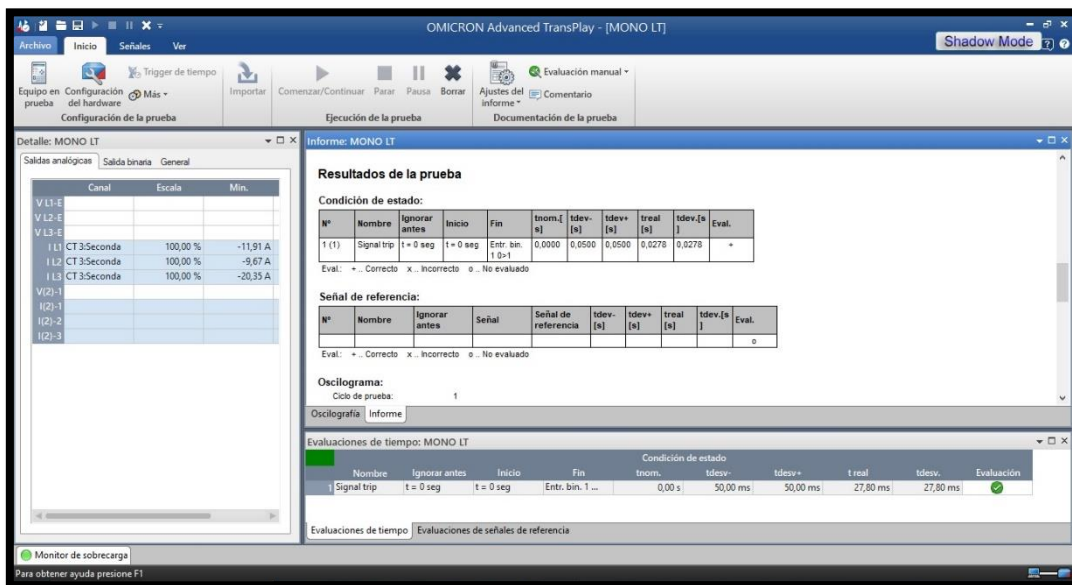 OMICRON Advanced TransPlay - [MONO LT]
Archivo Inicio Señales Ver
Shadow Mode
Equipo en prueba
Configuración del hardware
Trigger de tiempo
Más
Configuración de la prueba
Importar
Comenzar/Continuar Parar Pausa Borrar
Ejecución de la prueba
Ajustes del informe
Evaluación manual
Comentario
Documentación de la prueba
Detalle: MONO LT
Saldas analógicas Salida binaria General
Canal Escala Min.
V L1-E
V L2-E
V L3-E
I L1 CT 3:Seconda 100,00 % -11,91 A
I L2 CT 3:Seconda 100,00 % -9,67 A
I L3 CT 3:Seconda 100,00 % -20,35 A
V(2)-1
I(2)-1
I(2)-2
I(2)-3
Informe: MONO LT
Resultados de la prueba
Condición de estado:
Nº Nombre Ignorar antes Inicio Fin tnom.[s] tdev-[s] tdev+[s] treal[s] tdev.[s] Eval.
1 (1) Signal trip t = 0 seg t = 0 seg Entr. bin. 1 0>1 0,0000 0,0500 0,0500 0,0278 0,0278 +
Eval.: + .. Correcto x .. Incorrecto o .. No evaluado
Señal de referencia:
Nº Nombre Ignorar antes Señal Señal de referencia tdev-[s] tdev+[s] treal[s] tdev.[s] Eval.
o
Eval.: + .. Correcto x .. Incorrecto o .. No evaluado
Oscilograma:
Ciclo de prueba: 1
Oscilografía Informe
Evaluaciones de tiempo: MONO LT
Condición de estado
Nombre Ignorar antes Inicio Fin tnom. tdesv- tdesv+ t real tdesv. Evaluación
1 Signal trip t = 0 seg t = 0 seg Entr. bin. 1 ... 0,00 s 50,00 ms 50,00 ms 27,80 ms 27,80 ms
Evaluaciones de tiempo Evaluaciones de señales de referencia
Monitor de sobrecarga
Para obtener ayuda presione F1